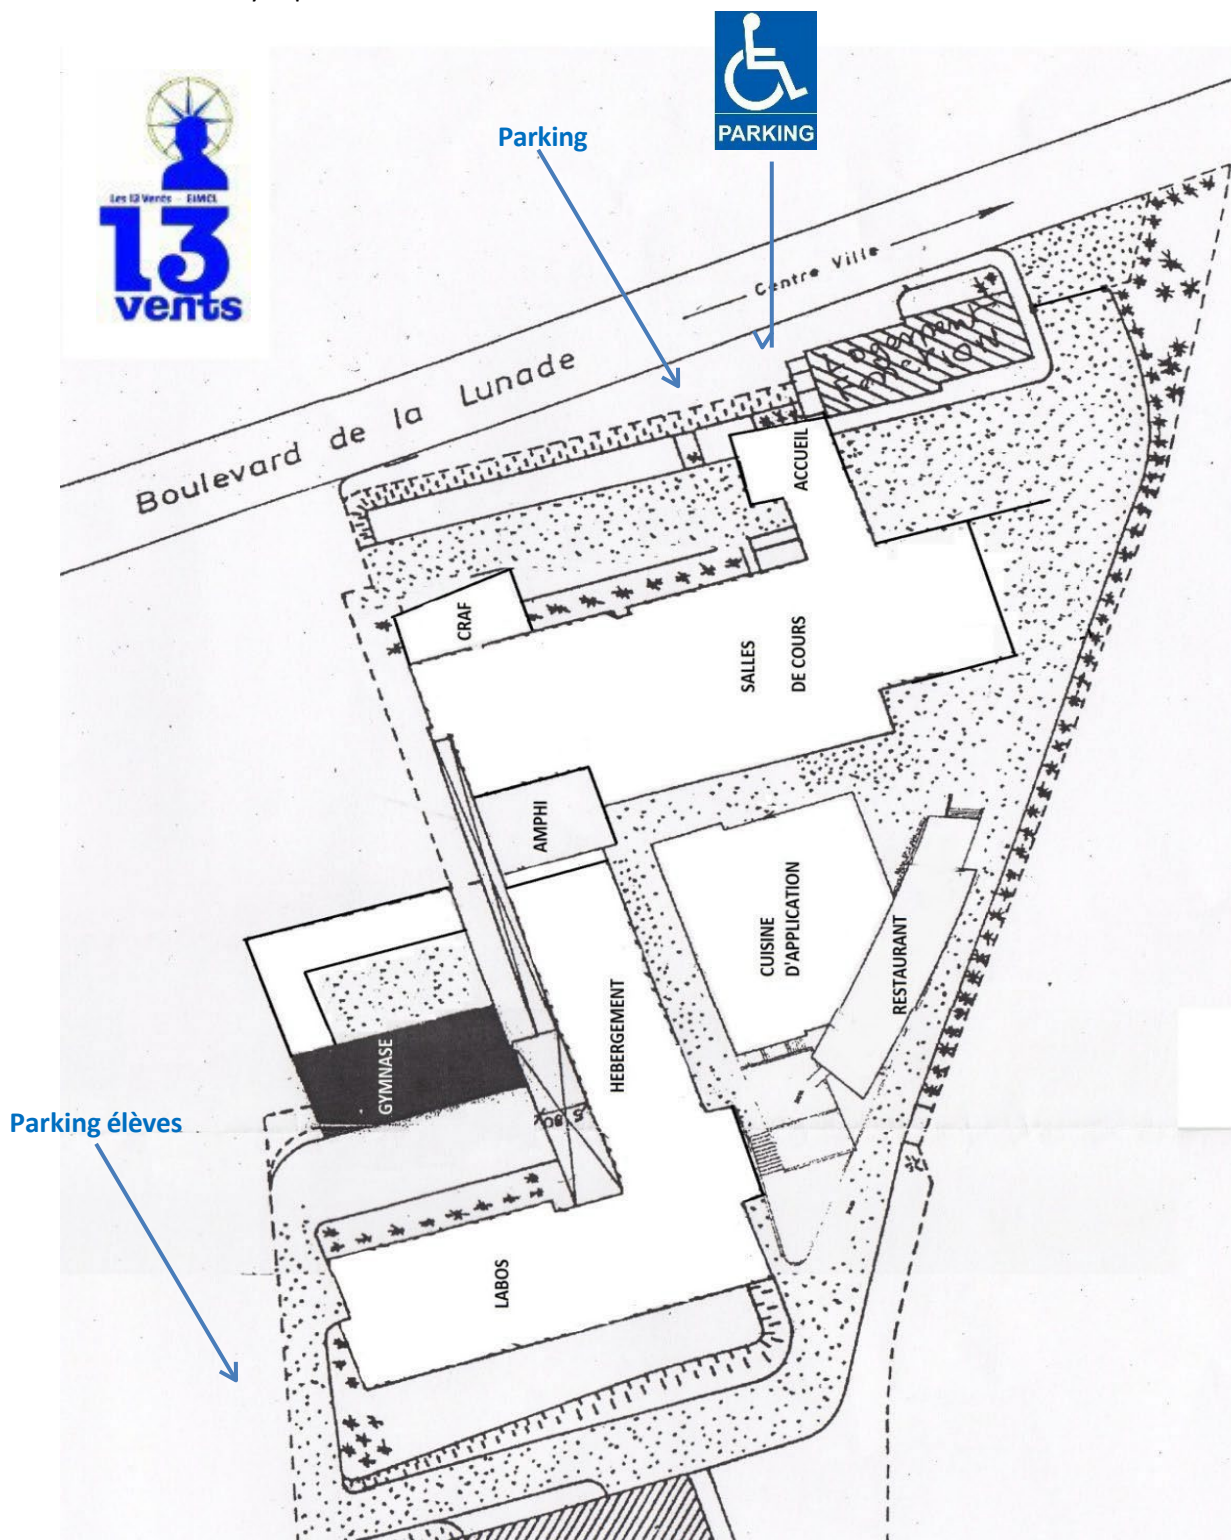 PARKING
Parking
Les 13 Vents - EIMCL
13
vents
Centre Ville
Boulevard de la Lunade
Logement
ACCUEIL
CRAF
SALLES
DE COURS
AMPHI
CUISINE
D'APPLICATION
RESTAURANT
HEBERGEMENT
GYMNASE
Parking élèves
LABOS